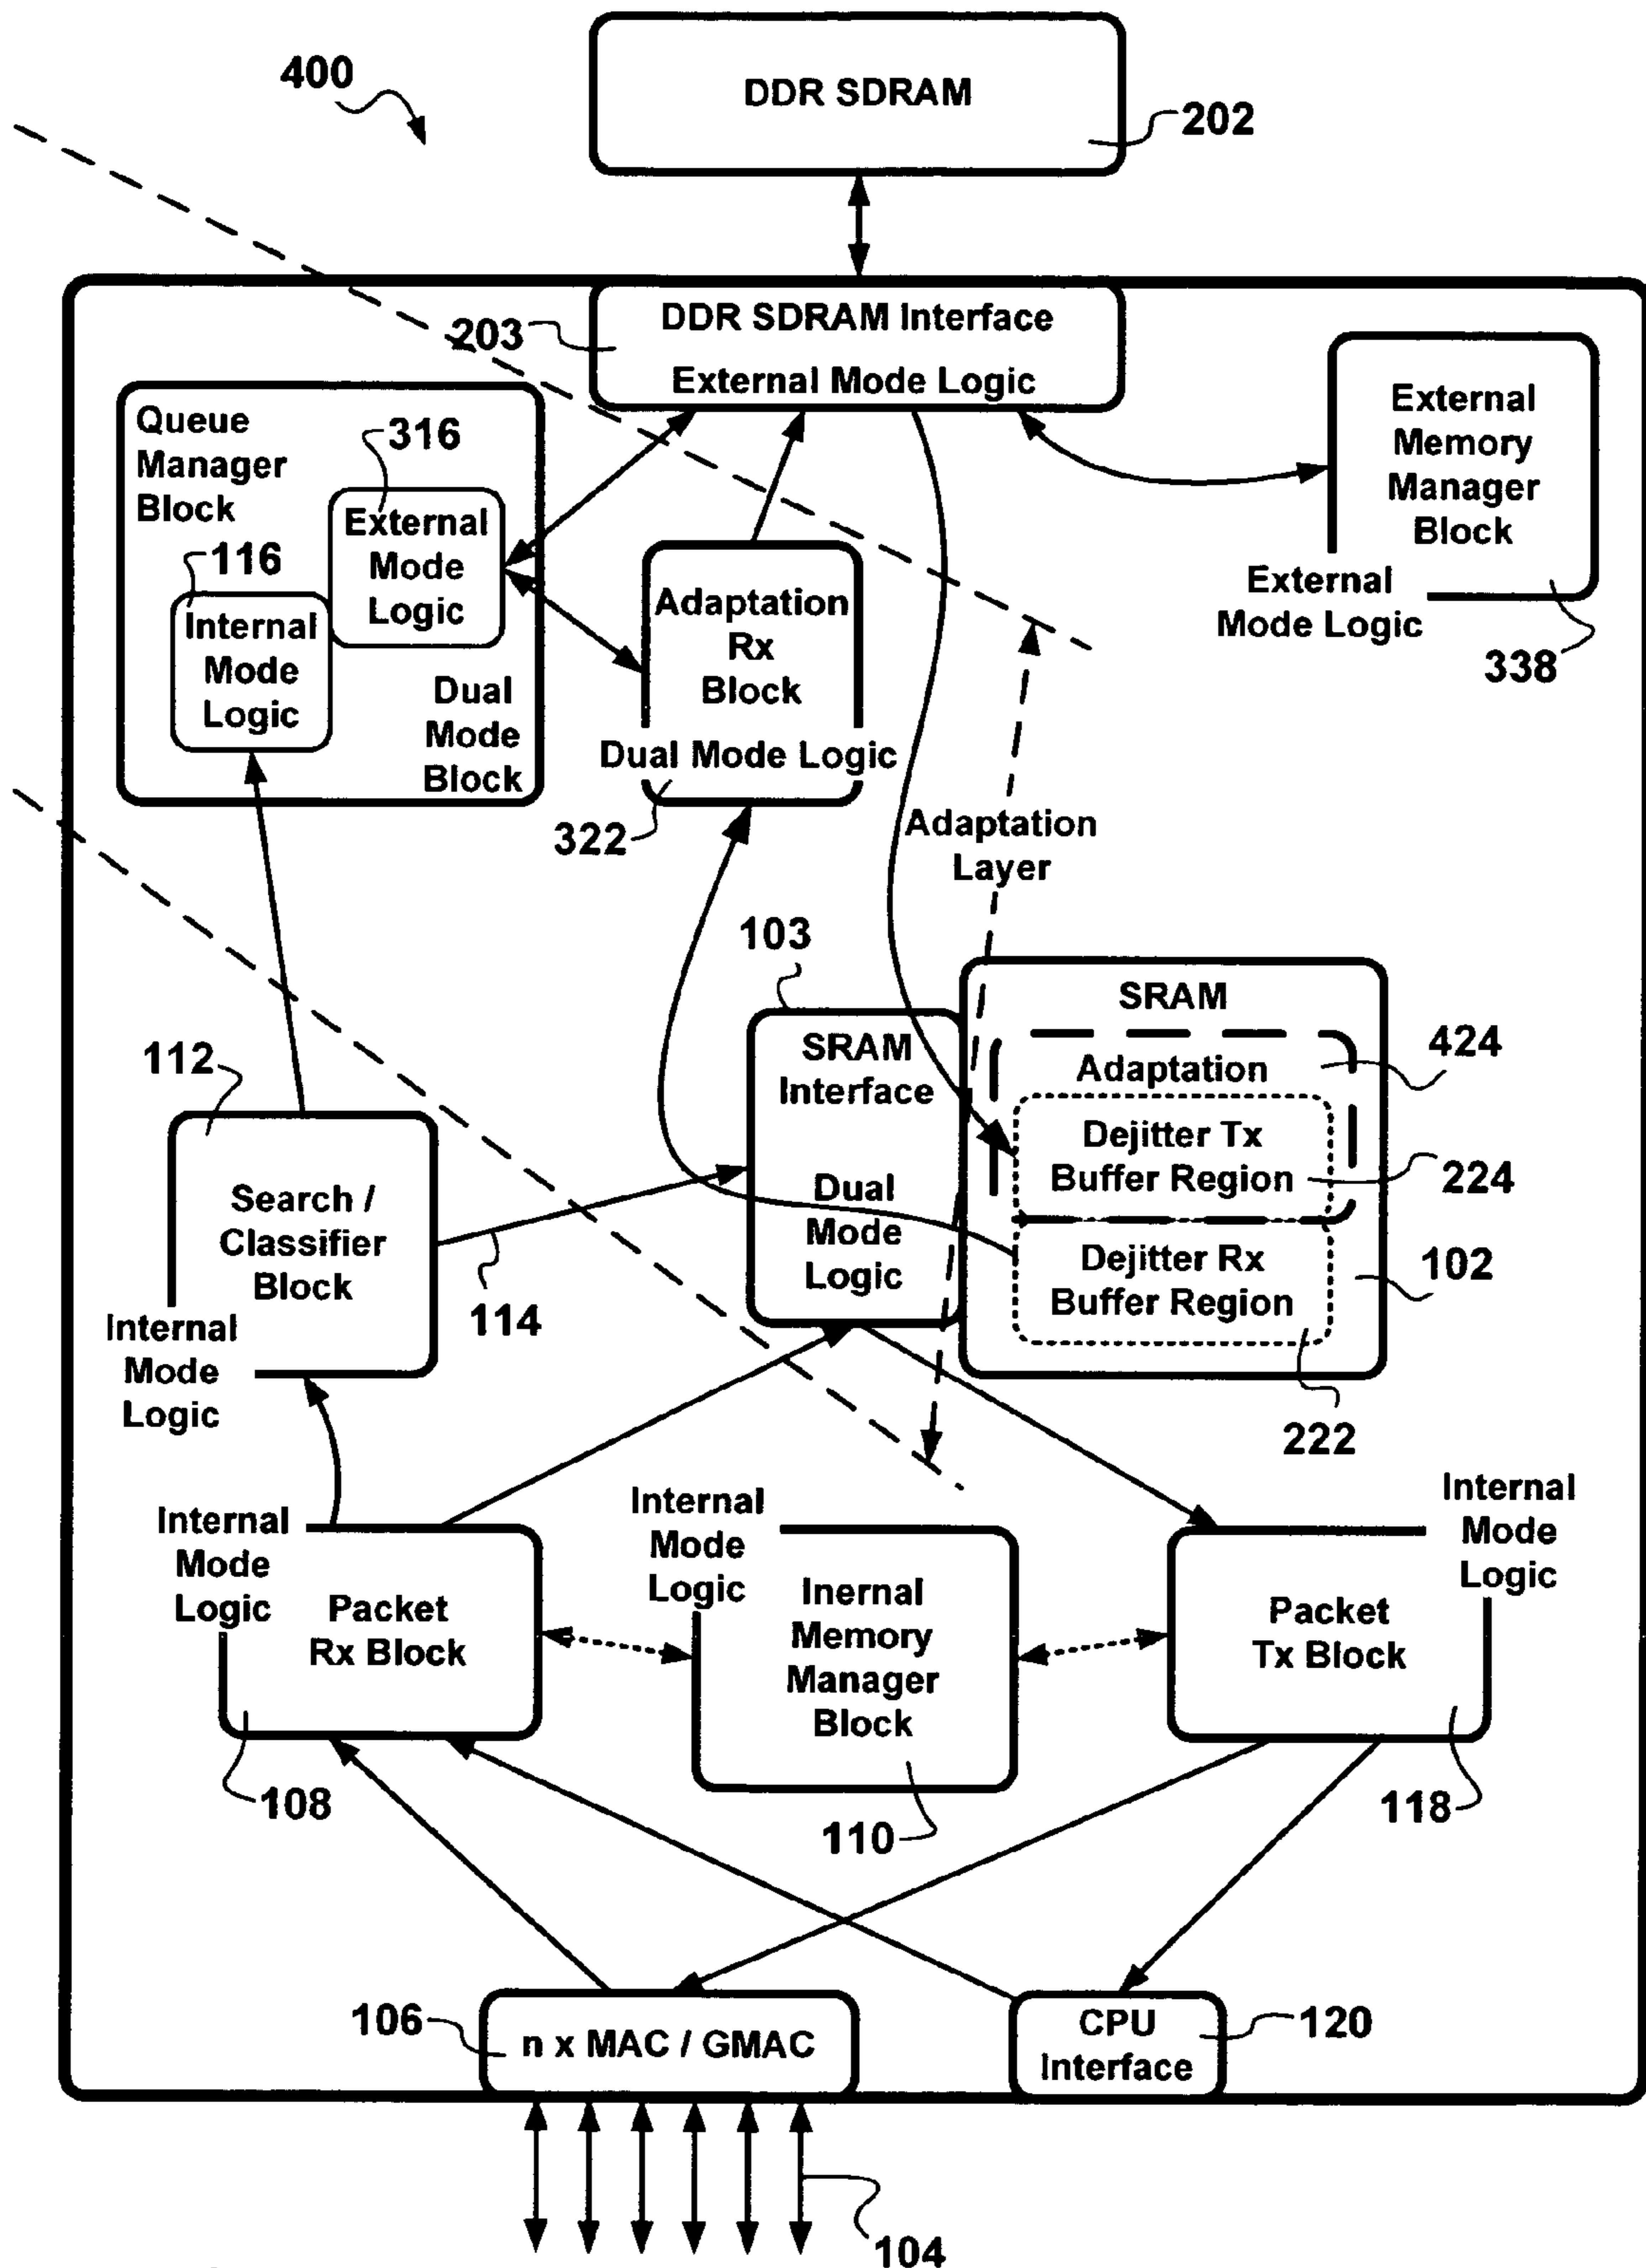 400
DDR SDRAM
202
203
DDR SDRAM Interface
External Mode Logic
Queue
Manager
Block
316
External
Mode
Logic
116
Internal
Mode
Logic
Dual
Mode
Block
Adaptation
Rx
Block
Dual Mode Logic
322
External
Memory
Manager
Block
External
Mode Logic
338
Adaptation
Layer
103
SRAM
Interface
Dual
Mode
Logic
SRAM
Adaptation
424
Dejitter Tx
Buffer Region
224
Dejitter Rx
Buffer Region
102
222
112
Search /
Classifier
Block
114
Internal
Mode
Logic
Internal
Mode
Logic
Packet
Rx Block
108
Internal
Mode
Logic
Inernal
Memory
Manager
Block
110
Internal
Mode
Logic
Packet
Tx Block
118
106
n x MAC / GMAC
CPU
Interface
120
104